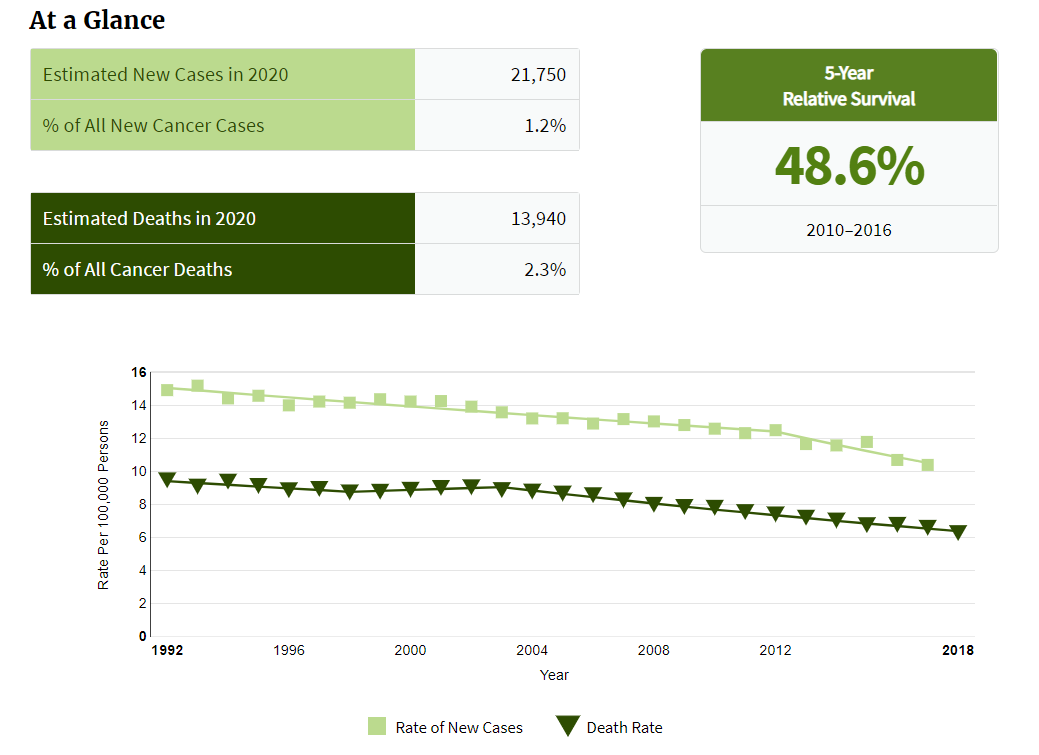 At a Glance
Estimated New Cases in 2020 21,750
% of All New Cancer Cases 1.2%
Estimated Deaths in 2020 13,940
% of All Cancer Deaths 2.3%
5-Year
Relative Survival
48.6%
2010–2016
Rate Per 100,000 Persons
16
14
12
10
8
6
4
2
0
1992 1996 2000 2004 2008 2012 2018
Year
Rate of New Cases Death Rate